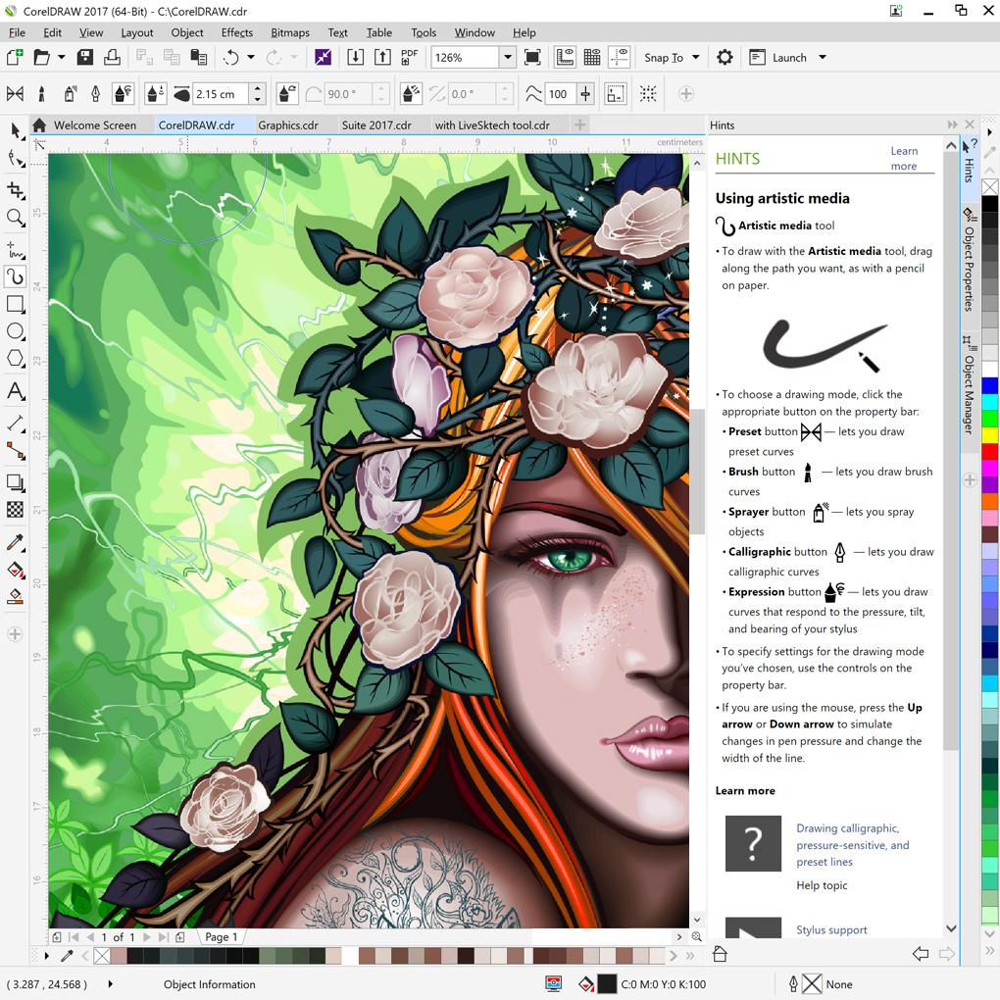 CorelDRAW 2017 (64-Bit) - C:\CorelDRAW.cdr
File Edit View Layout Object Effects Bitmaps Text Table Tools Window Help
PDF 126% Snap To Launch
2.15 cm 90.0 ° 0.0 ° 100
Welcome Screen CorelDRAW.cdr Graphics.cdr Suite 2017.cdr with LiveSktech tool.cdr
4 5 6 7 8 9 10 11 centimeters
25
24
23
22
21
20
19
18
17
16
Hints
HINTS
Learn
more
Using artistic media
Artistic media tool
• To draw with the Artistic media tool, drag
along the path you want, as with a pencil
on paper.
• To choose a drawing mode, click the
appropriate button on the property bar:
• Preset button — lets you draw
preset curves
• Brush button — lets you draw brush
curves
• Sprayer button — lets you spray
objects
• Calligraphic button — lets you draw
calligraphic curves
• Expression button — lets you draw
curves that respond to the pressure, tilt,
and bearing of your stylus
• To specify settings for the drawing mode
you've chosen, use the controls on the
property bar.
• If you are using the mouse, press the Up
arrow or Down arrow to simulate
changes in pen pressure and change the
width of the line.
Learn more
?
Drawing calligraphic,
pressure-sensitive, and
preset lines
Help topic
Stylus support
Hints
Object Properties
Object Manager
1 of 1 Page 1
( 3.287 , 24.568 ) Object Information C:0 M:0 Y:0 K:100 None